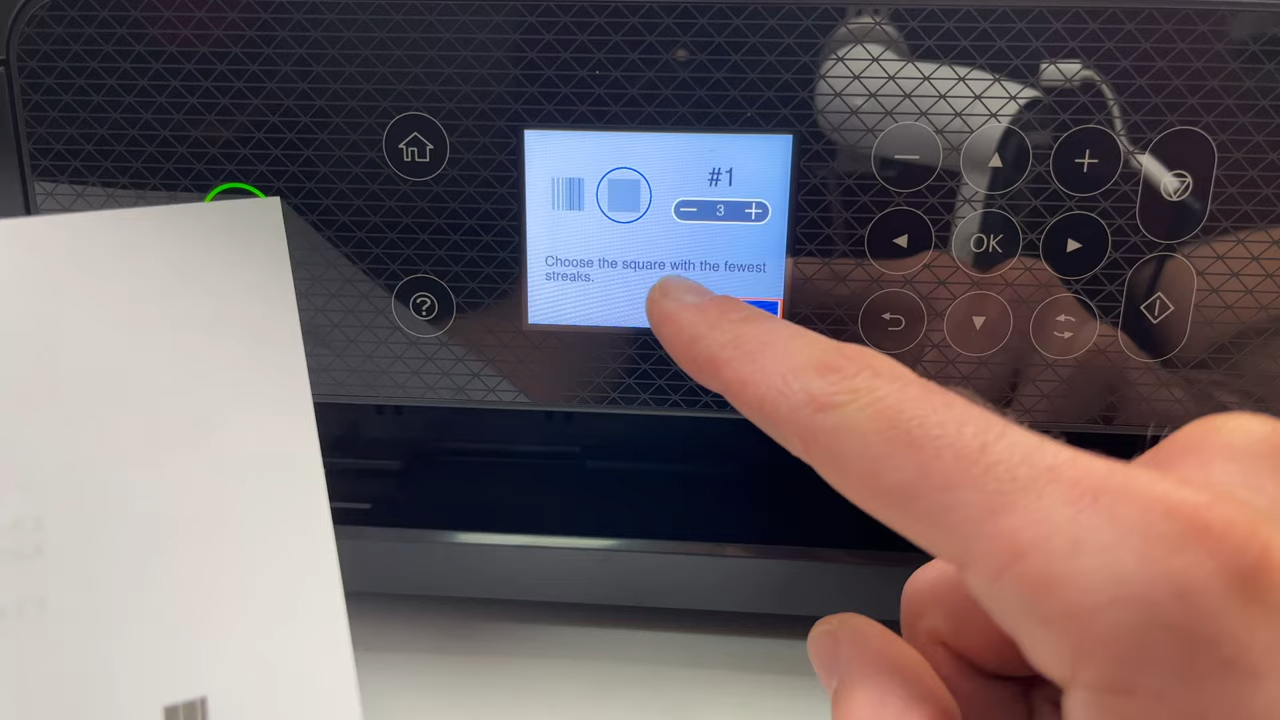 #1
− 3 +
Choose the square with the fewest
streaks.
− +
OK
?